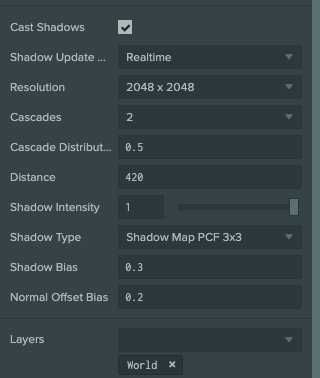 Cast Shadows
Shadow Update ... Realtime
Resolution 2048 x 2048
Cascades 2
Cascade Distribut... 0.5
Distance 420
Shadow Intensity 1
Shadow Type Shadow Map PCF 3x3
Shadow Bias 0.3
Normal Offset Bias 0.2
Layers
World ×